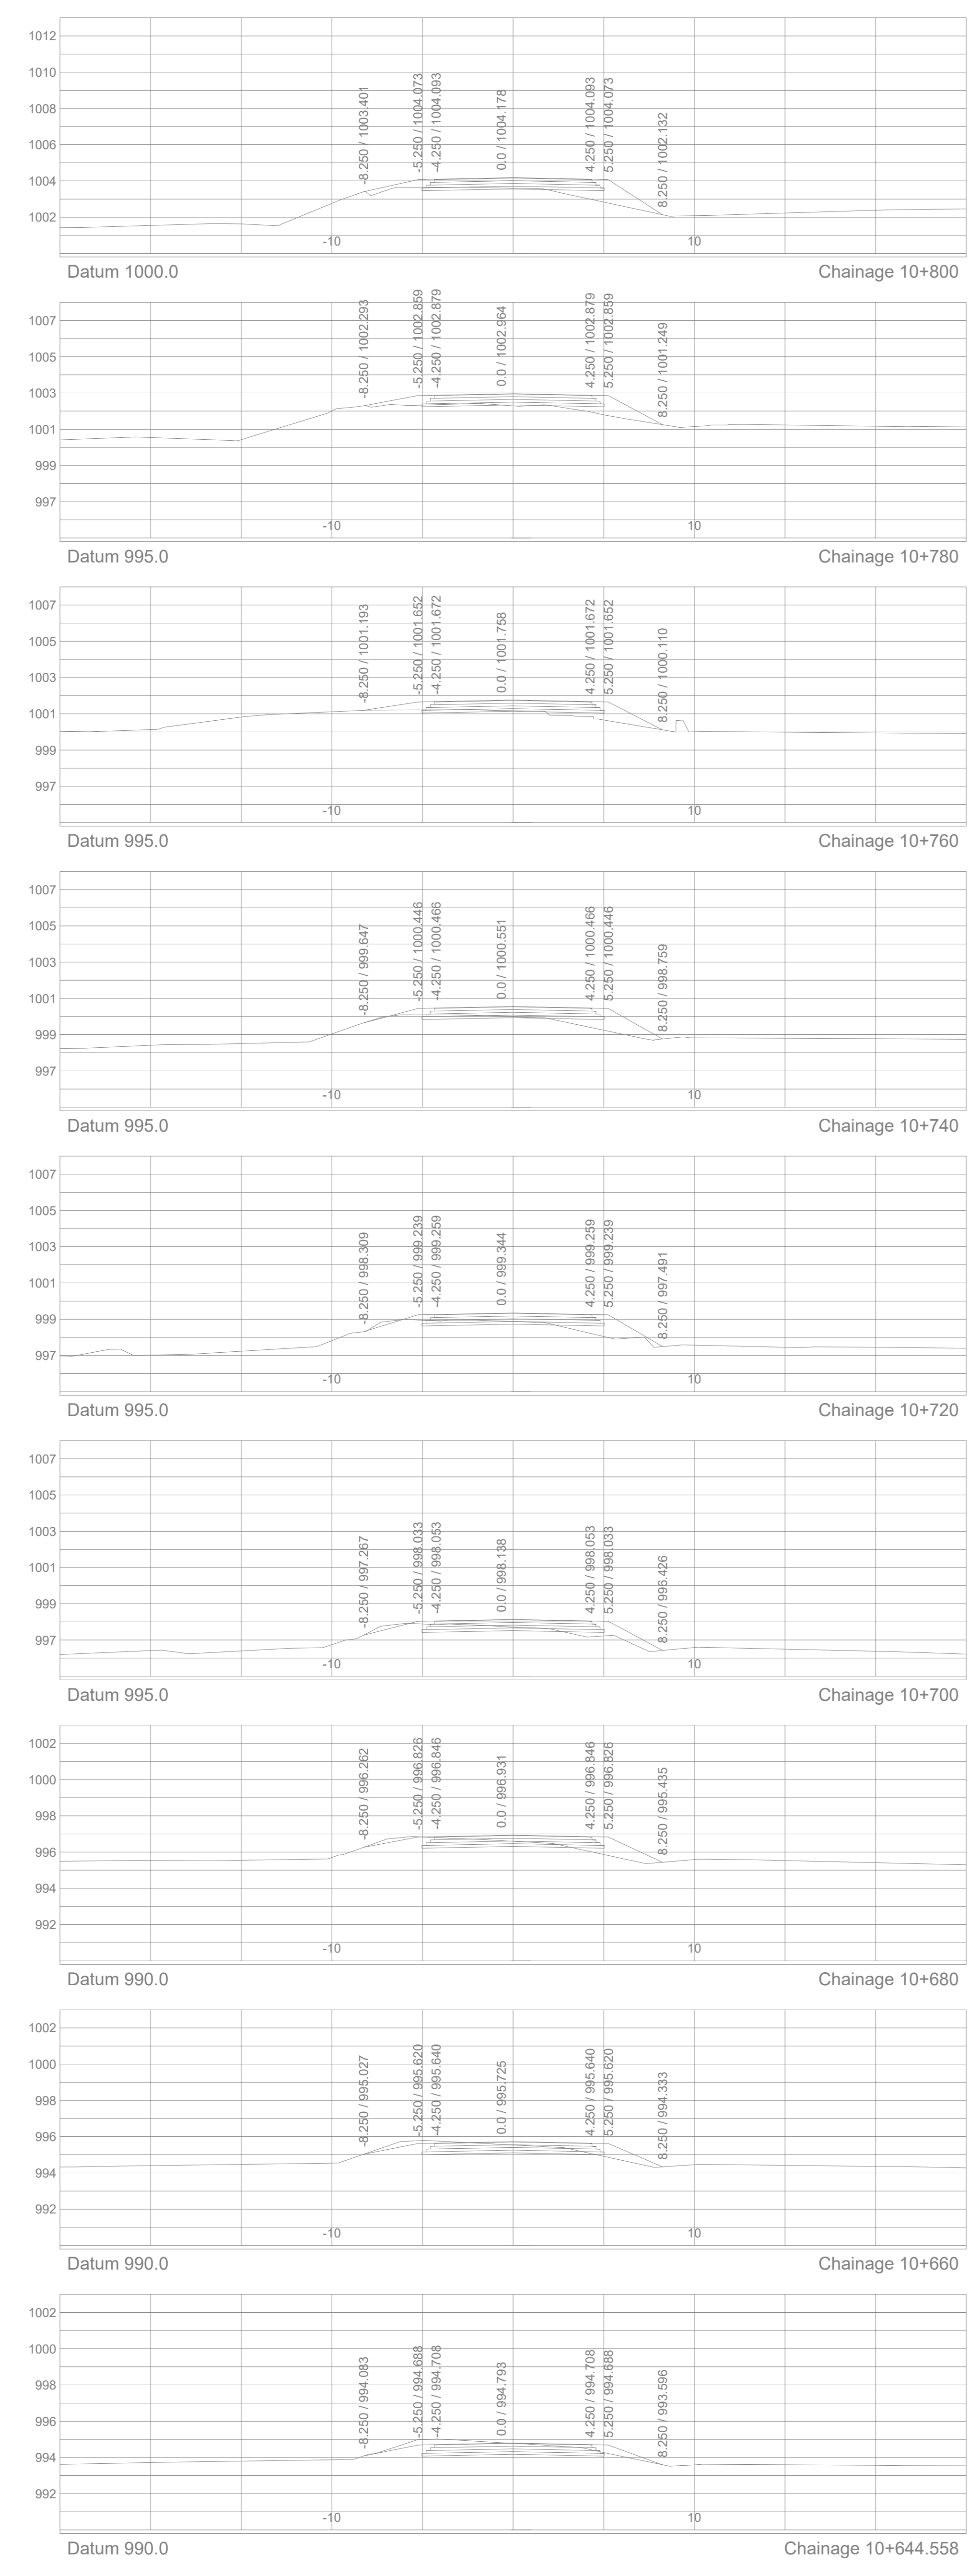 1012
1010
1008
1006
1004
1002
-8.250 / 1003.401
-5.250 / 1004.073
-4.250 / 1004.093
0.0 / 1004.178
4.250 / 1004.093
5.250 / 1004.073
8.250 / 1002.132
-10
10
Datum 1000.0
Chainage 10+800
1007
1005
1003
1001
999
997
-8.250 / 1002.293
-5.250 / 1002.859
-4.250 / 1002.879
0.0 / 1002.964
4.250 / 1002.879
5.250 / 1002.859
8.250 / 1001.249
-10
10
Datum 995.0
Chainage 10+780
1007
1005
1003
1001
999
997
-8.250 / 1001.193
-5.250 / 1001.652
-4.250 / 1001.672
0.0 / 1001.758
4.250 / 1001.672
5.250 / 1001.652
8.250 / 1000.110
-10
10
Datum 995.0
Chainage 10+760
1007
1005
1003
1001
999
997
-8.250 / 999.647
-5.250 / 1000.446
-4.250 / 1000.466
0.0 / 1000.551
4.250 / 1000.466
5.250 / 1000.446
8.250 / 998.759
-10
10
Datum 995.0
Chainage 10+740
1007
1005
1003
1001
999
997
-8.250 / 998.309
-5.250 / 999.239
-4.250 / 999.259
0.0 / 999.344
4.250 / 999.259
5.250 / 999.239
8.250 / 997.491
-10
10
Datum 995.0
Chainage 10+720
1007
1005
1003
1001
999
997
-8.250 / 997.267
-5.250 / 998.033
-4.250 / 998.053
0.0 / 998.138
4.250 / 998.053
5.250 / 998.033
8.250 / 996.426
-10
10
Datum 995.0
Chainage 10+700
1002
1000
998
996
994
992
-8.250 / 996.262
-5.250 / 996.826
-4.250 / 996.846
0.0 / 996.931
4.250 / 996.846
5.250 / 996.826
8.250 / 995.435
-10
10
Datum 990.0
Chainage 10+680
1002
1000
998
996
994
992
-8.250 / 995.027
-5.250 / 995.620
-4.250 / 995.640
0.0 / 995.725
4.250 / 995.640
5.250 / 995.620
8.250 / 994.333
-10
10
Datum 990.0
Chainage 10+660
1002
1000
998
996
994
992
-8.250 / 994.083
-5.250 / 994.688
-4.250 / 994.708
0.0 / 994.793
4.250 / 994.708
5.250 / 994.688
8.250 / 993.596
-10
10
Datum 990.0
Chainage 10+644.558